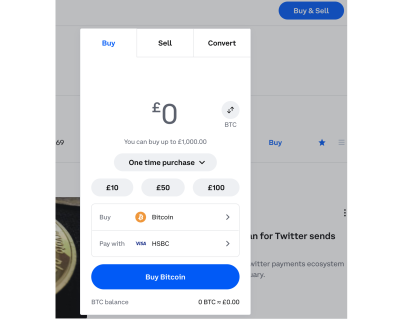 Buy & Sell
Buy
Sell
Convert
£0
BTC
You can buy up to £1,000.00
One time purchase
£10
£50
£100
69
Buy
Buy
Bitcoin
Pay with
VISA
HSBC
Buy Bitcoin
BTC balance
0 BTC ≈ £0.00
an for Twitter sends
witter payments ecosystem
uary.